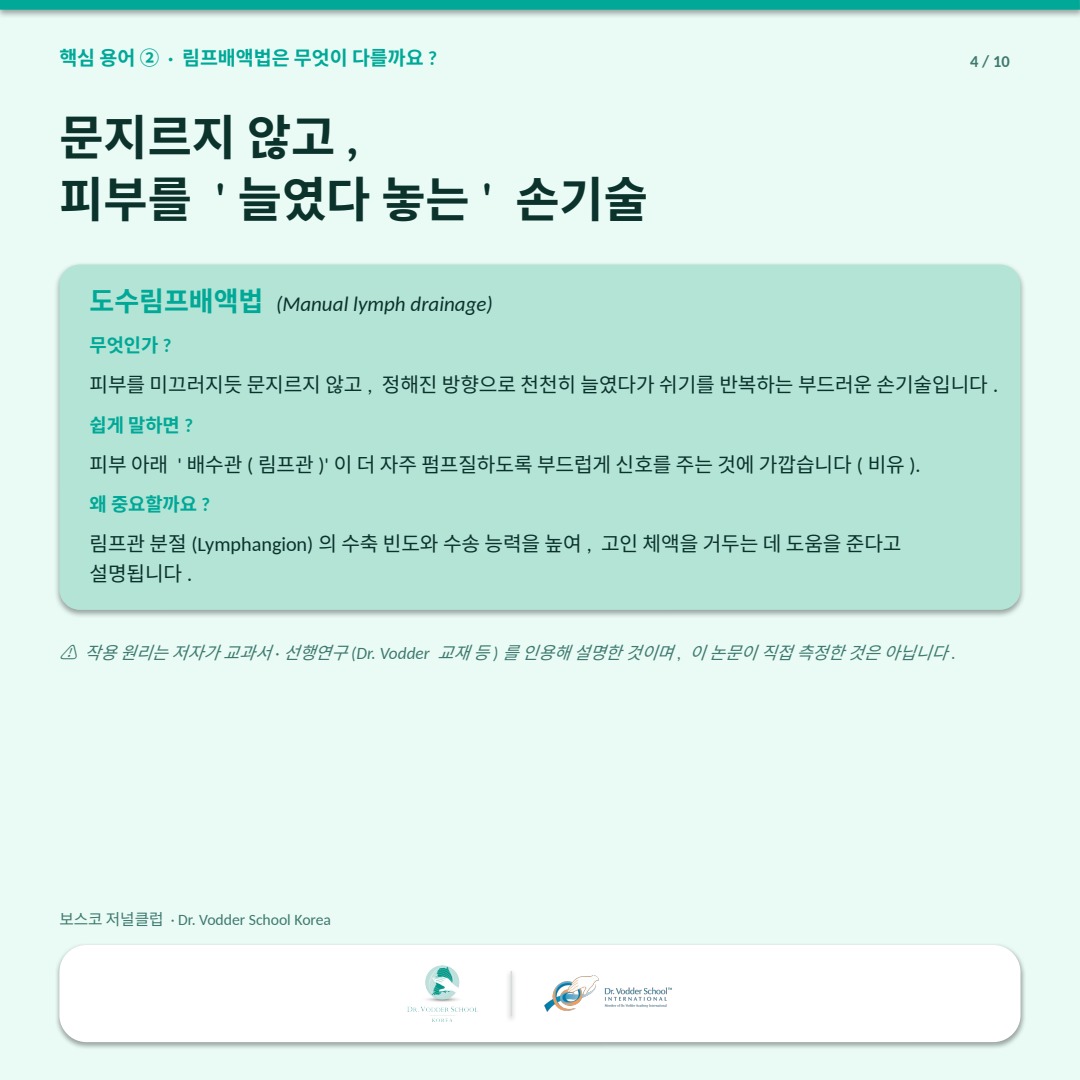 핵심 용어 ② · 림프배액법은 무엇이 다를까요 ?
4 / 10
문지르지 않고 ,
피부를 ' 늘였다 놓는 ' 손기술
도수림프배액법 (Manual lymph drainage)
무엇인가 ?
피부를 미끄러지듯 문지르지 않고 , 정해진 방향으로 천천히 늘였다가 쉬기를 반복하는 부드러운 손기술입니다 .
쉽게 말하면 ?
피부 아래 ' 배수관 ( 림프관 )' 이 더 자주 펌프질하도록 부드럽게 신호를 주는 것에 가깝습니다 ( 비유 ).
왜 중요할까요 ?
림프관 분절 (Lymphangion) 의 수축 빈도와 수송 능력을 높여 , 고인 체액을 거두는 데 도움을 준다고
설명됩니다 .
⚠ 작용 원리는 저자가 교과서 · 선행연구 (Dr. Vodder 교재 등 ) 를 인용해 설명한 것이며 , 이 논문이 직접 측정한 것은 아닙니다 .
보스코 저널클럽 · Dr. Vodder School Korea
DR. VODDER SCHOOL
KOREA
Dr. Vodder School™
INTERNATIONAL
Member of Dr. Vodder Academy International